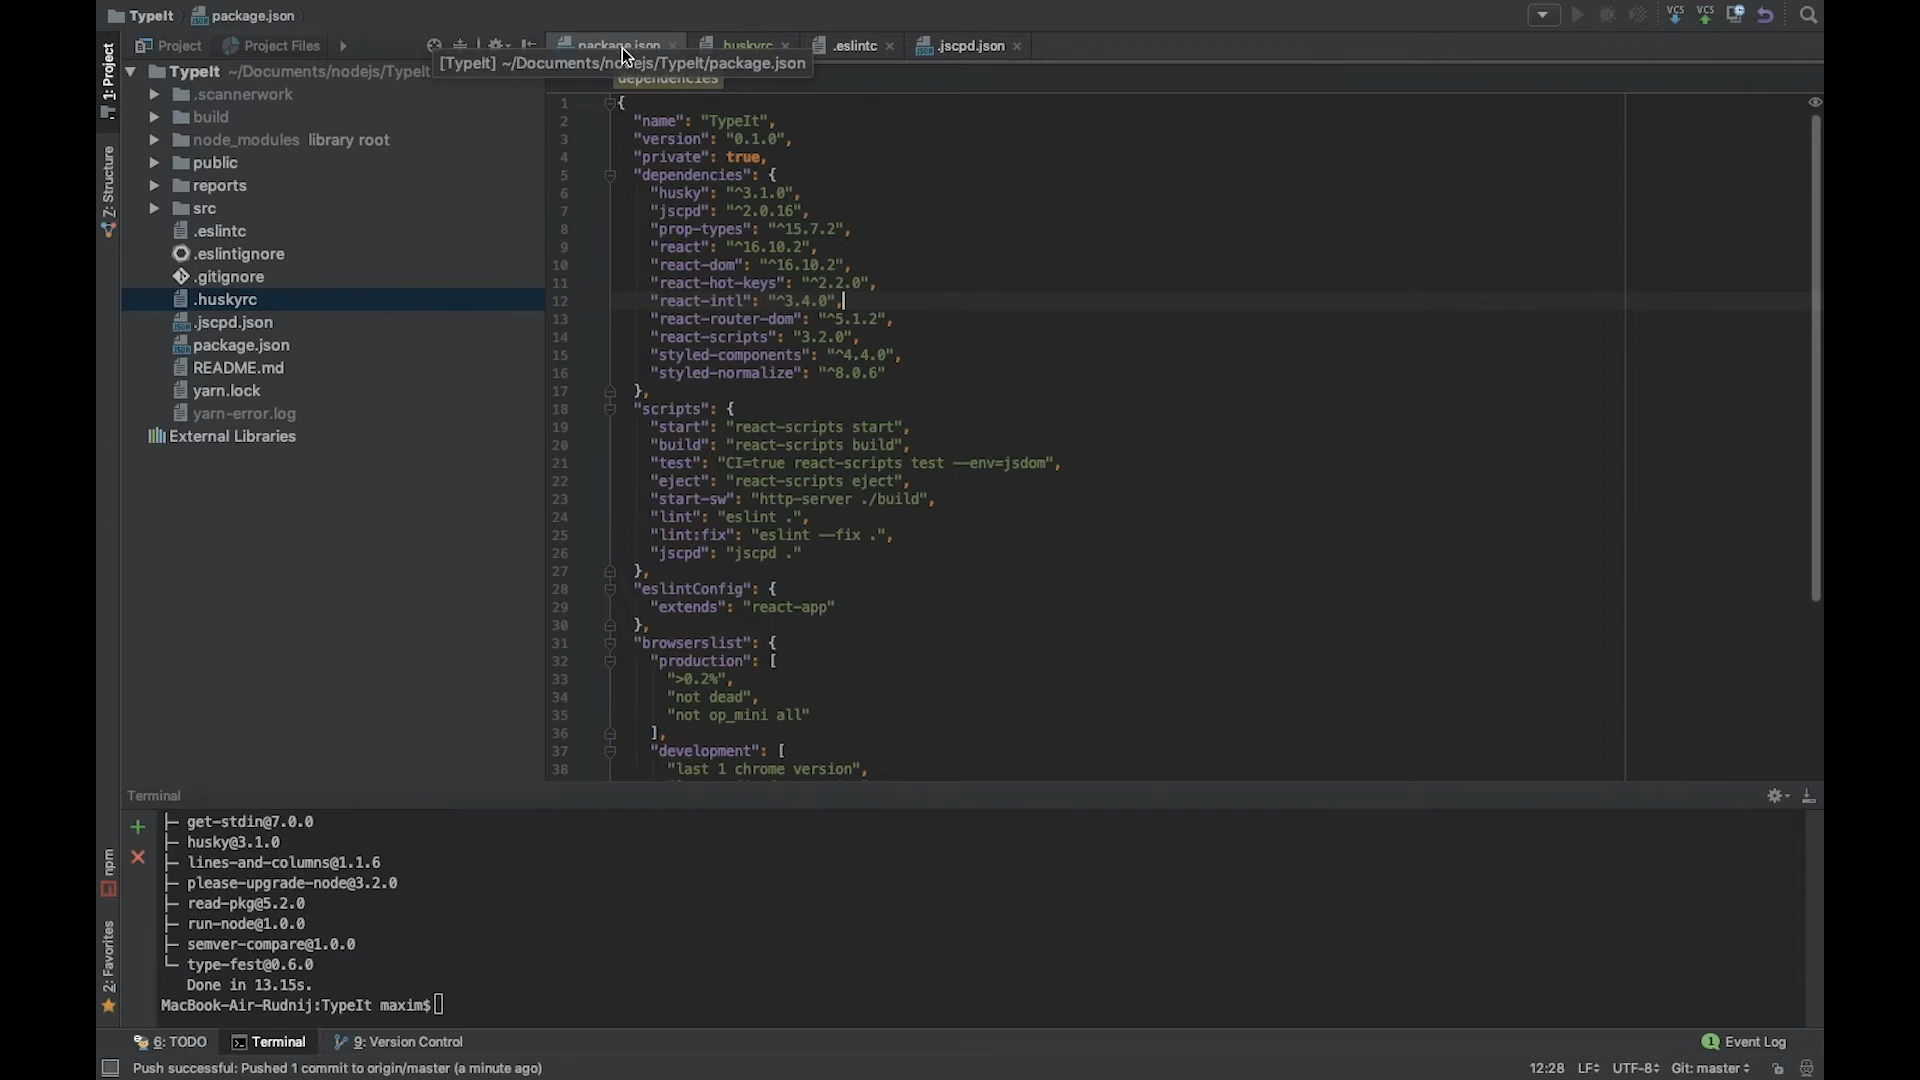 TypeIt package.json
VCS VCS
Project Project Files package.json .huskyrc .eslintc .jscpd.json
[TypeIt] ~/Documents/nodejs/TypeIt/package.json
dependencies
1: Project
Z: Structure
npm
2: Favorites
TypeIt ~/Documents/nodejs/TypeIt
.scannerwork
build
node_modules library root
public
reports
src
.eslintc
.eslintignore
.gitignore
.huskyrc
.jscpd.json
package.json
README.md
yarn.lock
yarn-error.log
External Libraries
1 {
2 "name": "TypeIt",
3 "version": "0.1.0",
4 "private": true,
5 "dependencies": {
6 "husky": "^3.1.0",
7 "jscpd": "^2.0.16",
8 "prop-types": "^15.7.2",
9 "react": "^16.10.2",
10 "react-dom": "^16.10.2",
11 "react-hot-keys": "^2.2.0",
12 "react-intl": "^3.4.0",
13 "react-router-dom": "^5.1.2",
14 "react-scripts": "3.2.0",
15 "styled-components": "^4.4.0",
16 "styled-normalize": "^8.0.6"
17 },
18 "scripts": {
19 "start": "react-scripts start",
20 "build": "react-scripts build",
21 "test": "CI=true react-scripts test --env=jsdom",
22 "eject": "react-scripts eject",
23 "start-sw": "http-server ./build",
24 "lint": "eslint .",
25 "lint:fix": "eslint --fix .",
26 "jscpd": "jscpd ."
27 },
28 "eslintConfig": {
29 "extends": "react-app"
30 },
31 "browserslist": {
32 "production": [
33 ">0.2%",
34 "not dead",
35 "not op_mini all"
36 ],
37 "development": [
38 "last 1 chrome version",
Terminal
├─ get-stdin@7.0.0
├─ husky@3.1.0
├─ lines-and-columns@1.1.6
├─ please-upgrade-node@3.2.0
├─ read-pkg@5.2.0
├─ run-node@1.0.0
├─ semver-compare@1.0.0
└─ type-fest@0.6.0
Done in 13.15s.
MacBook-Air-Rudnij:TypeIt maxim$
6: TODO Terminal 9: Version Control 1 Event Log
Push successful: Pushed 1 commit to origin/master (a minute ago) 12:28 LF UTF-8 Git: master